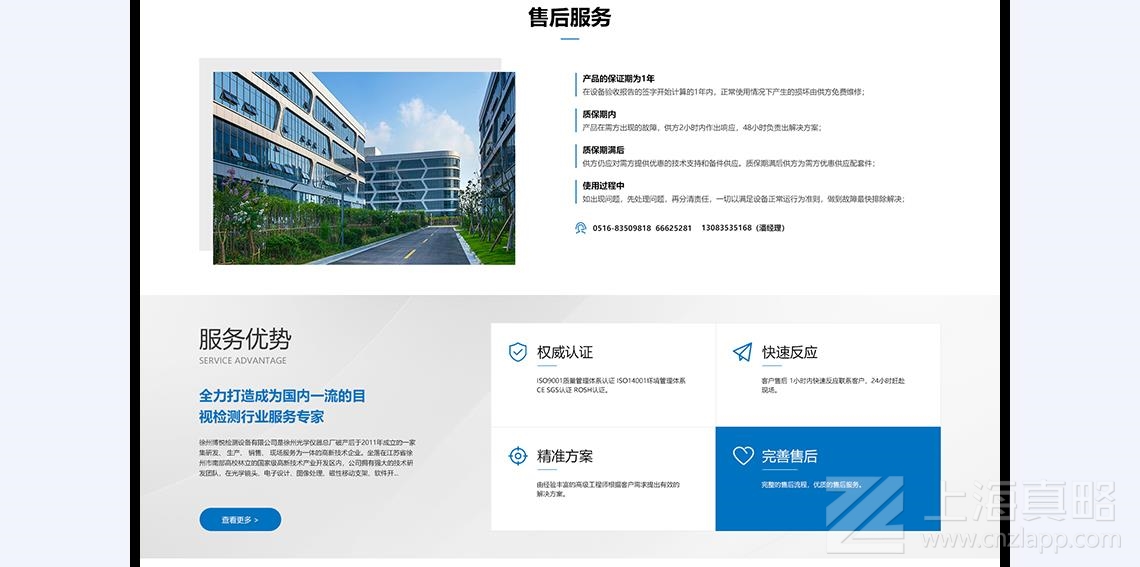 售后服务
产品的保证期为1年
在设备验收报告的签字开始计算的1年内，正常使用情况下产生的损坏由供方免费维修；
质保期内
产品在需方出现的故障，供方2小时内作出响应，48小时负责出解决方案；
质保期满后
供方仍应对需方提供优惠的技术支持和备件供应。质保期满后供方为需方优惠供应配套件；
使用过程中
如出现问题，先处理问题，再分清责任，一切以满足设备正常运行为准则，做到故障最快排除解决；
0516-83509818 66625281 13083535168（潘经理）
服务优势
SERVICE ADVANTAGE
全力打造成为国内一流的目
视检测行业服务专家
徐州博悦检测设备有限公司是徐州光学仪器总厂破产后于2011年成立的一家
集研发、 生产、 销售、 现场服务为一体的高新技术企业。坐落在江苏省徐
州市南部高校林立的国家级高新技术产业开发区内，公司拥有强大的技术研
发团队，在光学镜头、电子设计、图像处理、磁性移动支架、软件开...
查看更多 >
权威认证
ISO9001质量管理体系认证 ISO14001环境管理体系
CE SGS认证 ROSH认证。
快速反应
客户售后 1小时内快速反应联系客户，24小时赶赴
现场。
精准方案
由经验丰富的高级工程师根据客户需求提出有效的
解决方案。
完善售后
完整的售后流程，优质的售后服务。
上海真略
www.cnzlapp.com